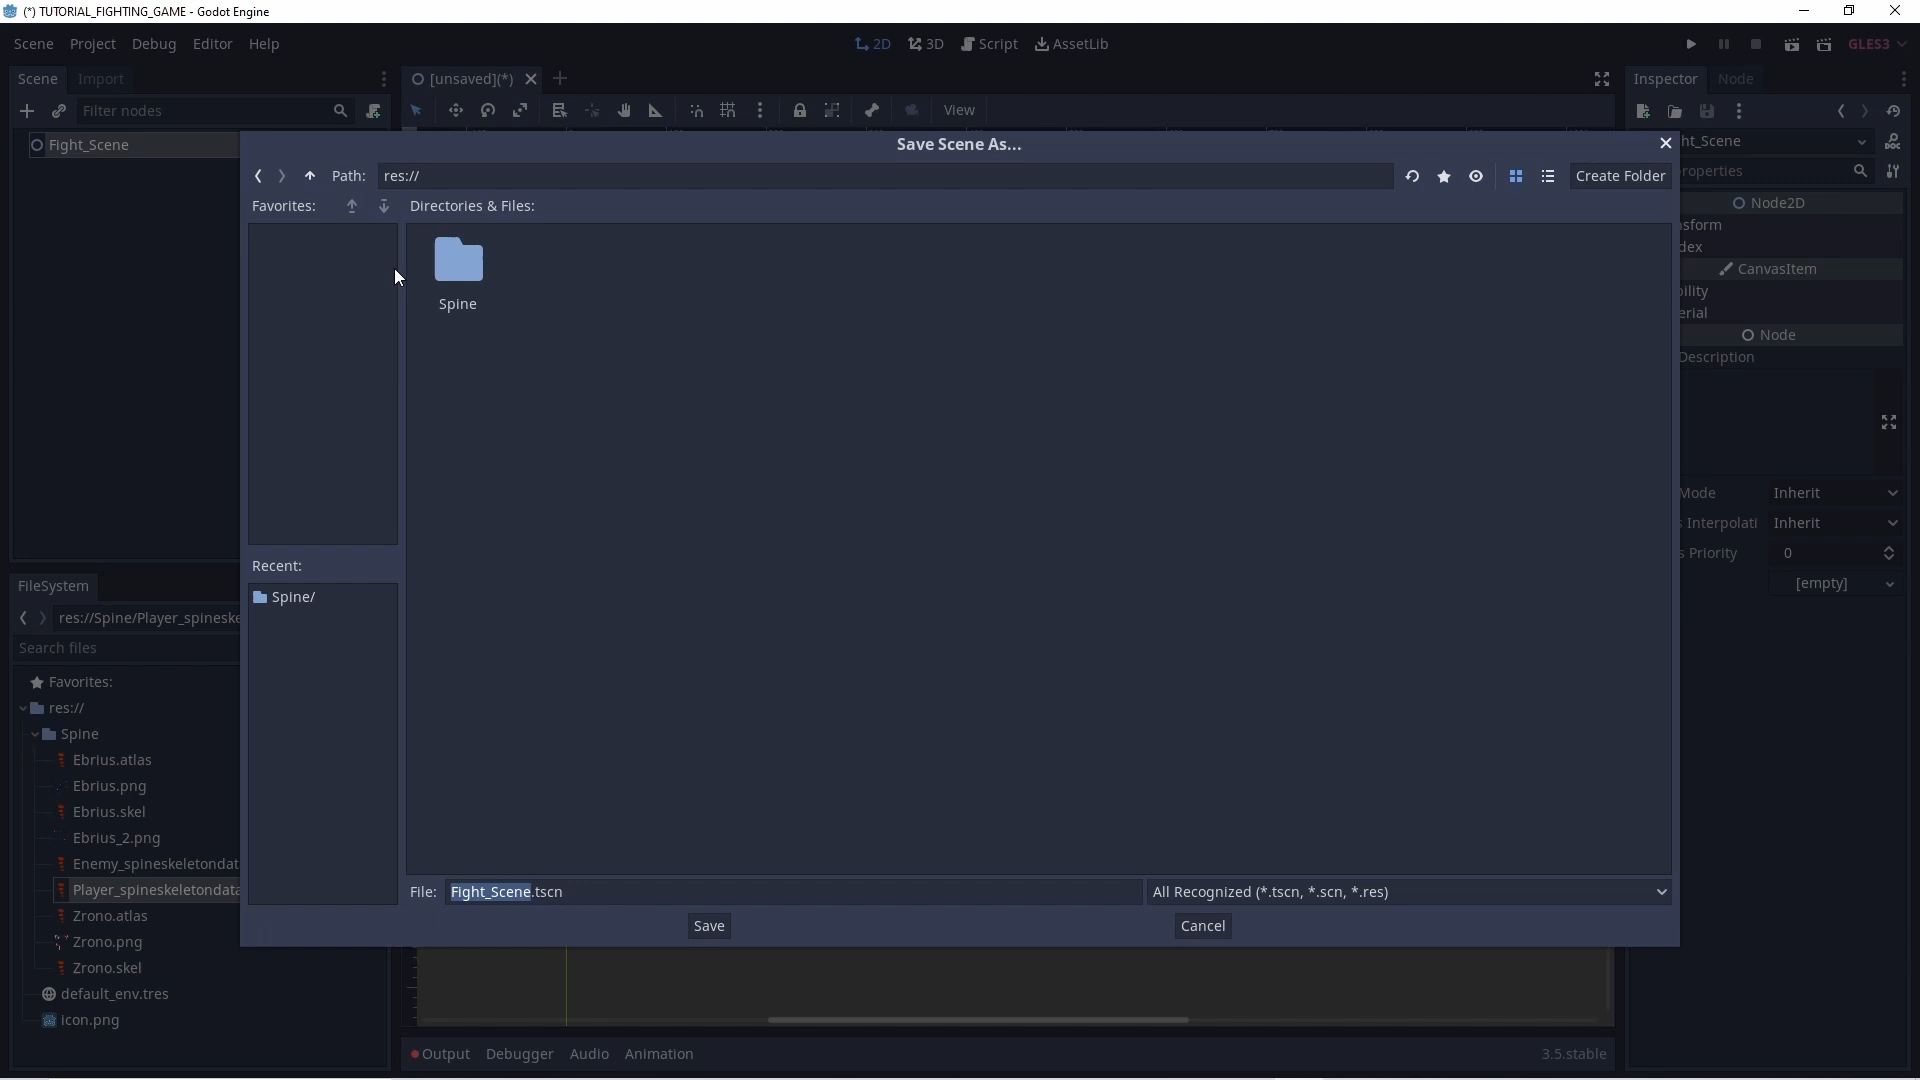 (*) TUTORIAL_FIGHTING_GAME - Godot Engine
Scene Project Debug Editor Help
2D 3D Script AssetLib
GLES3
Scene Import
[unsaved](*)
Inspector Node
Filter nodes
View
Fight_Scene
Save Scene As...
ht_Scene
Path: res://
Create Folder
roperties
Favorites:
Directories & Files:
Node2D
sform
dex
CanvasItem
bility
erial
Node
Description
Spine
Mode Inherit
s Interpolati Inherit
s Priority 0
[empty]
Recent:
Spine/
FileSystem
res://Spine/Player_spineske
Search files
Favorites:
res://
Spine
Ebrius.atlas
Ebrius.png
Ebrius.skel
Ebrius_2.png
Enemy_spineskeletondat
Player_spineskeletondata
Zrono.atlas
Zrono.png
Zrono.skel
default_env.tres
icon.png
File: Fight_Scene.tscn
All Recognized (*.tscn, *.scn, *.res)
Save Cancel
Output Debugger Audio Animation
3.5.stable